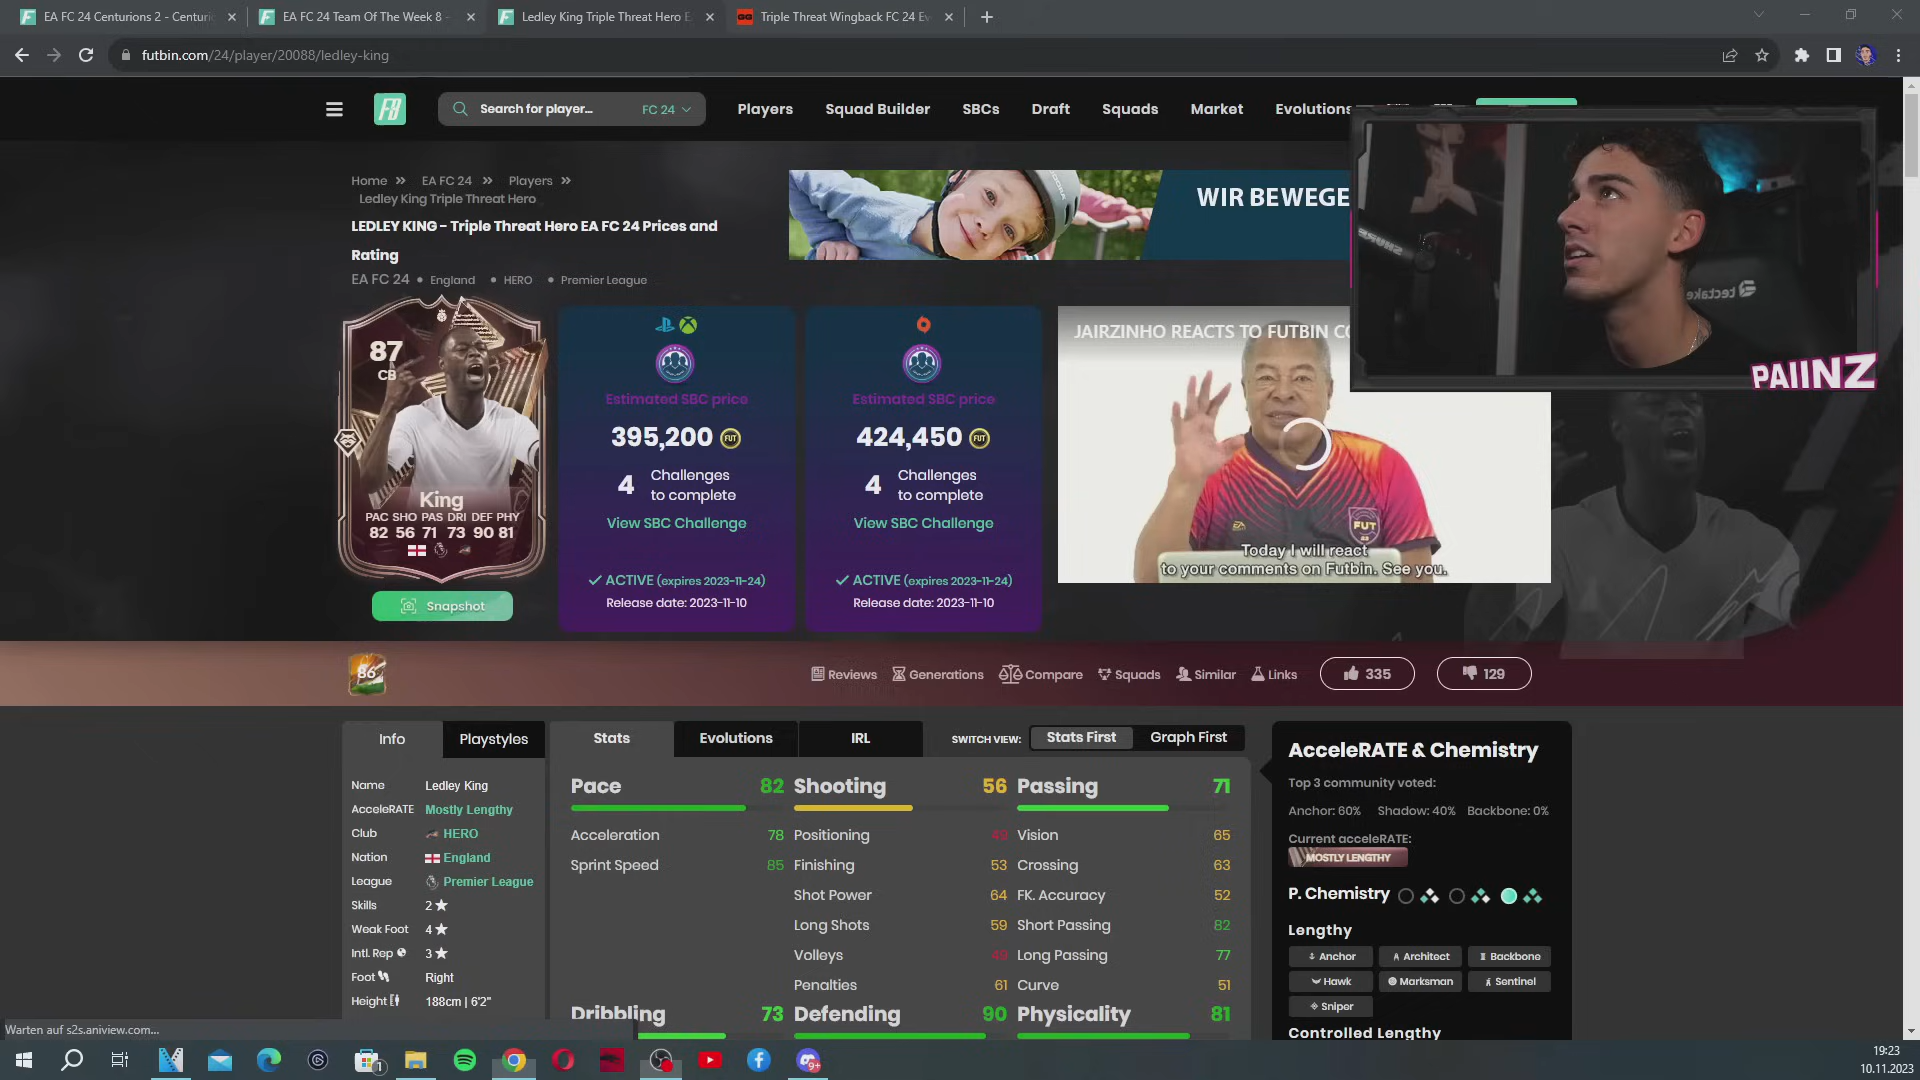 EA FC 24 Centurions 2 - Centuri
EA FC 24 Team Of The Week 8 -
Ledley King Triple Threat Hero E
Triple Threat Wingback FC 24 Ev
futbin.com/24/player/20088/ledley-king
Search for player...
FC 24
Players
Squad Builder
SBCs
Draft
Squads
Market
Evolutions
Home » EA FC 24 » Players »
Ledley King Triple Threat Hero
LEDLEY KING - Triple Threat Hero EA FC 24 Prices and
Rating
EA FC 24 • England • HERO • Premier League
WIR BEWEGE
SHURE
tectake
PAIINZ
87
CB
King
PAC SHO PAS DRI DEF PHY
82 56 71 73 90 81
Snapshot
Estimated SBC price
395,200 FUT
4 Challenges
to complete
View SBC Challenge
ACTIVE (expires 2023-11-24)
Release date: 2023-11-10
Estimated SBC price
424,450 FUT
4 Challenges
to complete
View SBC Challenge
ACTIVE (expires 2023-11-24)
Release date: 2023-11-10
JAIRZINHO REACTS TO FUTBIN CO
FUT
23
Today I will react
to your comments on Futbin. See you.
86
Reviews
Generations
Compare
Squads
Similar
Links
335
129
Info
Playstyles
Name Ledley King
AcceleRATE Mostly Lengthy
Club HERO
Nation England
League Premier League
Skills 2
Weak Foot 4
Intl. Rep 3
Foot Right
Height 188cm | 6'2"
Stats
Evolutions
IRL
SWITCH VIEW:
Stats First
Graph First
Pace 82
Acceleration 78
Sprint Speed 85
Shooting 56
Positioning 49
Finishing 53
Shot Power 64
Long Shots 59
Volleys 49
Penalties 61
Passing 71
Vision 65
Crossing 63
FK. Accuracy 52
Short Passing 82
Long Passing 77
Curve 51
Dribbling 73
Defending 90
Physicality 81
AcceleRATE & Chemistry
Top 3 community voted:
Anchor: 60% Shadow: 40% Backbone: 0%
Current acceleRATE:
MOSTLY LENGTHY
P. Chemistry
Lengthy
Anchor
Architect
Backbone
Hawk
Marksman
Sentinel
Sniper
Controlled Lengthy
Warten auf s2s.aniview.com...
1
9+
19:23
10.11.2023